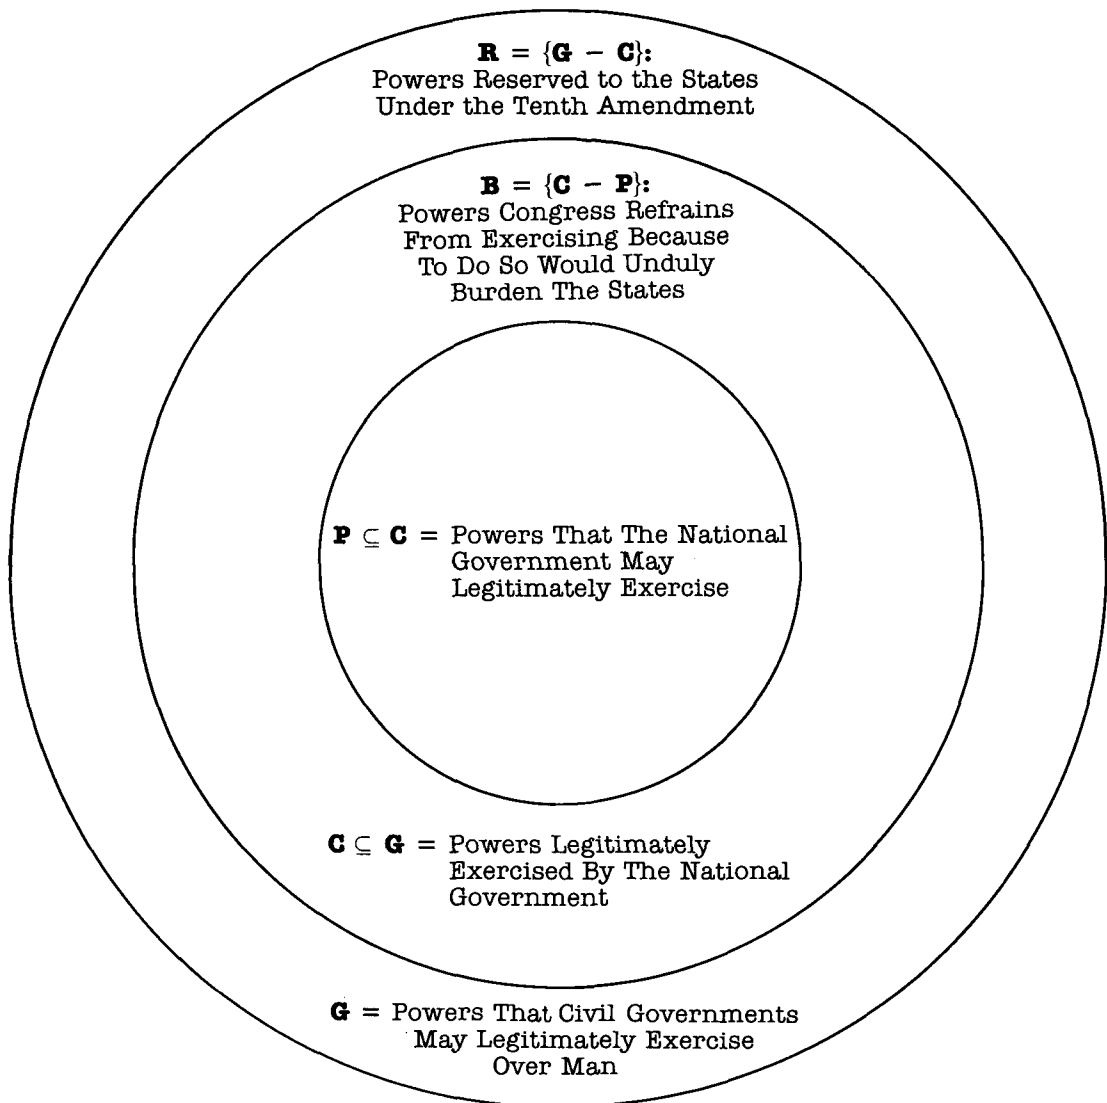 R = {G − C}:
Powers Reserved to the States
Under the Tenth Amendment
B = {C − P}:
Powers Congress Refrains
From Exercising Because
To Do So Would Unduly
Burden The States
P ⊆ C = Powers That The National
Government May
Legitimately Exercise
C ⊆ G = Powers Legitimately
Exercised By The National
Government
G = Powers That Civil Governments
May Legitimately Exercise
Over Man